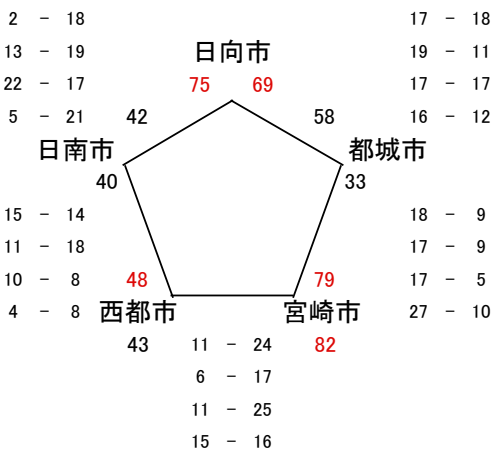 2 - 18
13 - 19
22 - 17
5 - 21
17 - 18
19 - 11
17 - 17
16 - 12
日向市
75 69
42 58
日南市 都城市
40 33
15 - 14
11 - 18
10 - 8
4 - 8
18 - 9
17 - 9
17 - 5
27 - 10
48 79
西都市 宮崎市
43 82
11 - 24
6 - 17
11 - 25
15 - 16